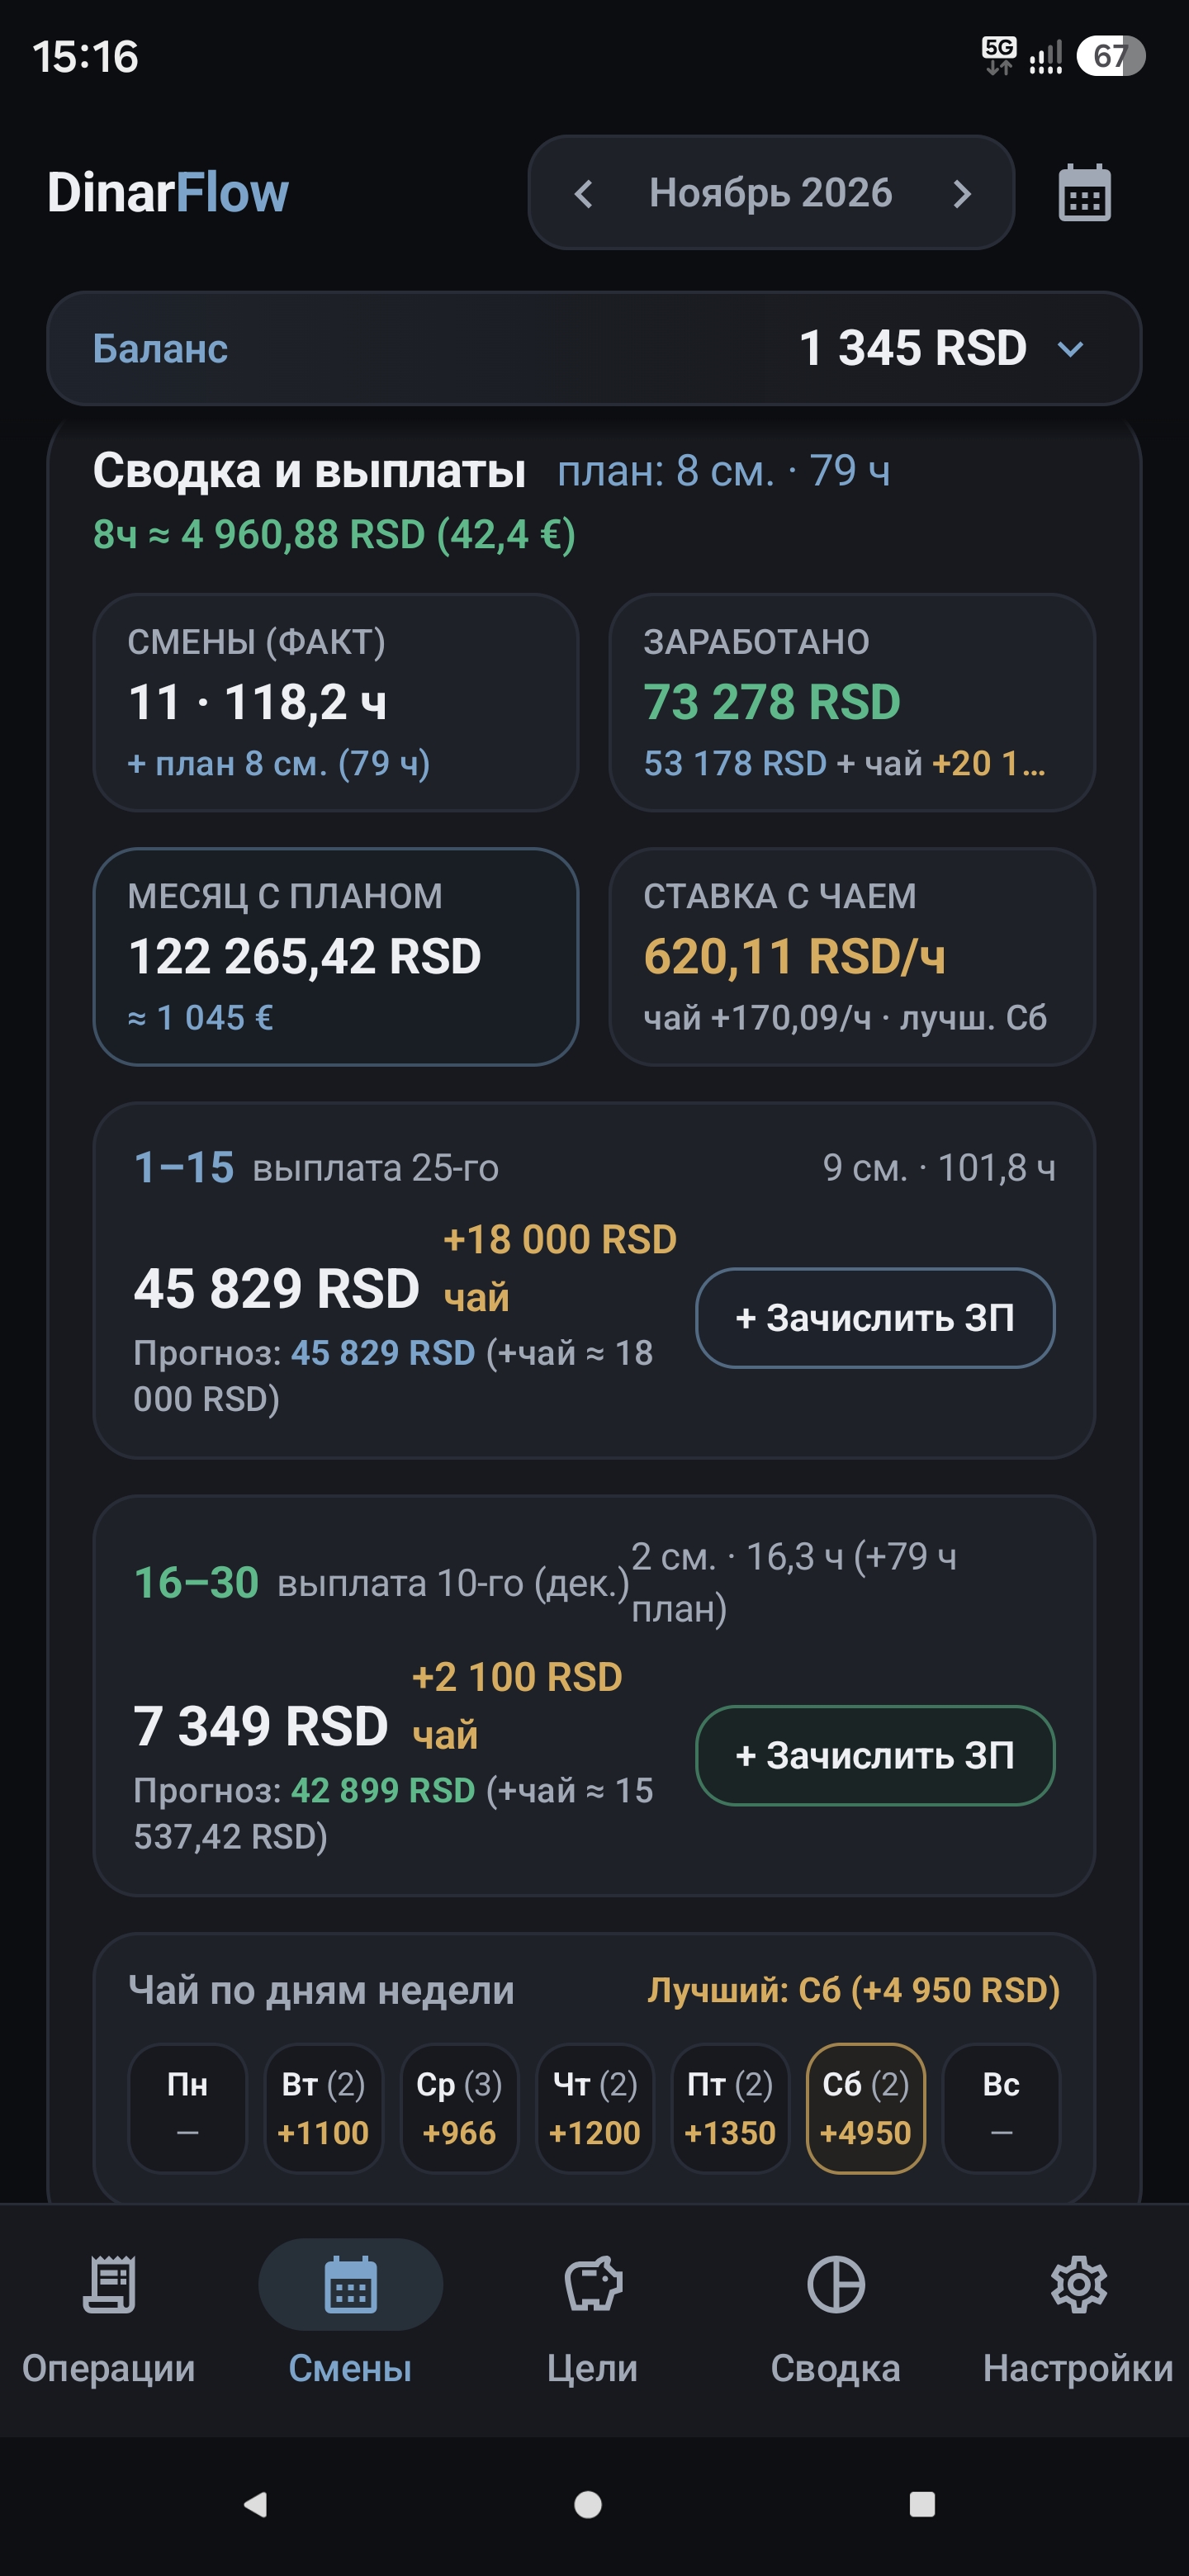 15:16
5G
67
DinarFlow
Ноябрь 2026
Баланс
1 345 RSD
Сводка и выплаты план: 8 см. · 79 ч
8ч ≈ 4 960,88 RSD (42,4 €)
СМЕНЫ (ФАКТ)
11 · 118,2 ч
+ план 8 см. (79 ч)
ЗАРАБОТАНО
73 278 RSD
53 178 RSD + чай +20 1...
МЕСЯЦ С ПЛАНОМ
122 265,42 RSD
≈ 1 045 €
СТАВКА С ЧАЕМ
620,11 RSD/ч
чай +170,09/ч · лучш. Сб
1–15 выплата 25-го
9 см. · 101,8 ч
45 829 RSD
+18 000 RSD
чай
Прогноз: 45 829 RSD (+чай ≈ 18
000 RSD)
+ Зачислить ЗП
16–30 выплата 10-го (дек.)
2 см. · 16,3 ч (+79 ч
план)
7 349 RSD
+2 100 RSD
чай
Прогноз: 42 899 RSD (+чай ≈ 15
537,42 RSD)
+ Зачислить ЗП
Чай по дням недели
Лучший: Сб (+4 950 RSD)
Пн
—
Вт (2)
+1100
Ср (3)
+966
Чт (2)
+1200
Пт (2)
+1350
Сб (2)
+4950
Вс
—
Операции
Смены
Цели
Сводка
Настройки